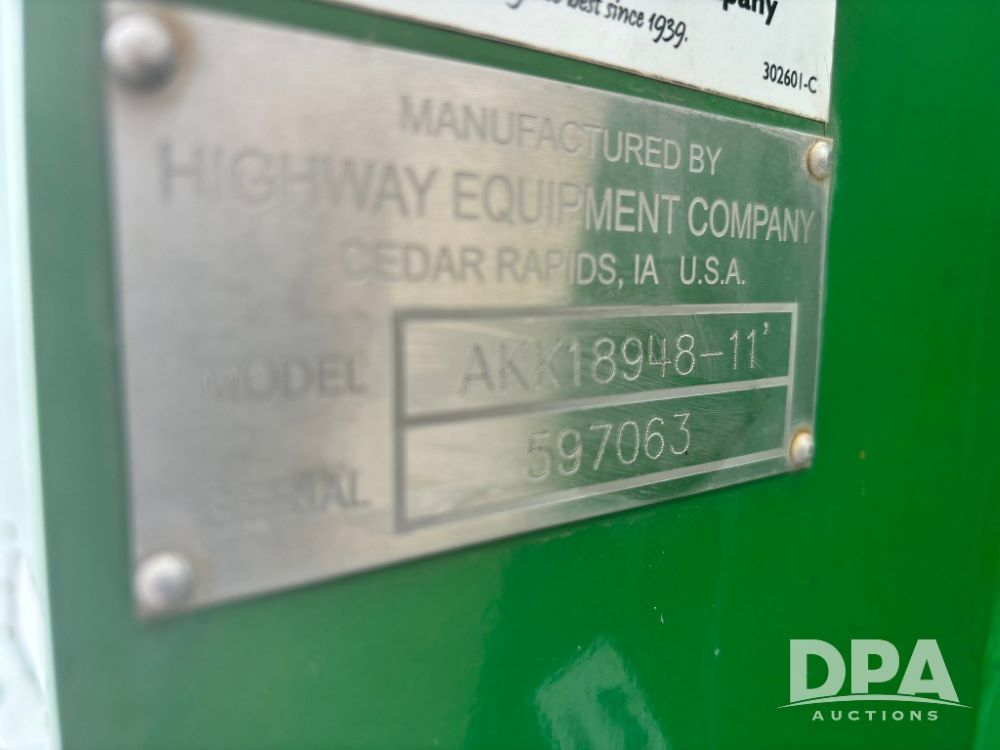 pany
best since 1939.
302601-C
MANUFACTURED BY
HIGHWAY EQUIPMENT COMPANY
CEDAR RAPIDS, IA U.S.A.
MODEL AKK18948-11'
SERIAL 597063
DPA
AUCTIONS